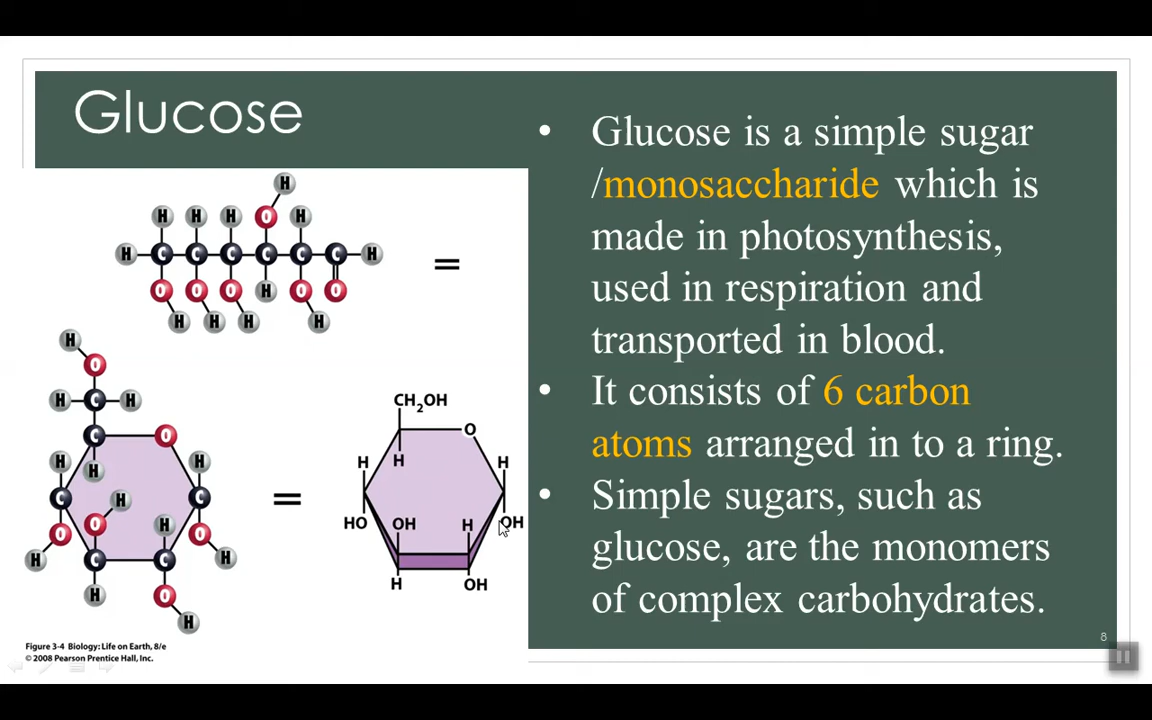 Glucose
H
H H H O H
H C C C C C C H =
O O O H O O
H H H H
H
O
H C H
C O
H H H
H
C C
O H O
H O H
C C
H O
H
=
CH2OH
O
H H H
HO OH H OH
H OH
Figure 3-4 Biology: Life on Earth, 8/e
© 2008 Pearson Prentice Hall, Inc.
• Glucose is a simple sugar
/monosaccharide which is
made in photosynthesis,
used in respiration and
transported in blood.
• It consists of 6 carbon
atoms arranged in to a ring.
• Simple sugars, such as
glucose, are the monomers
of complex carbohydrates.
8